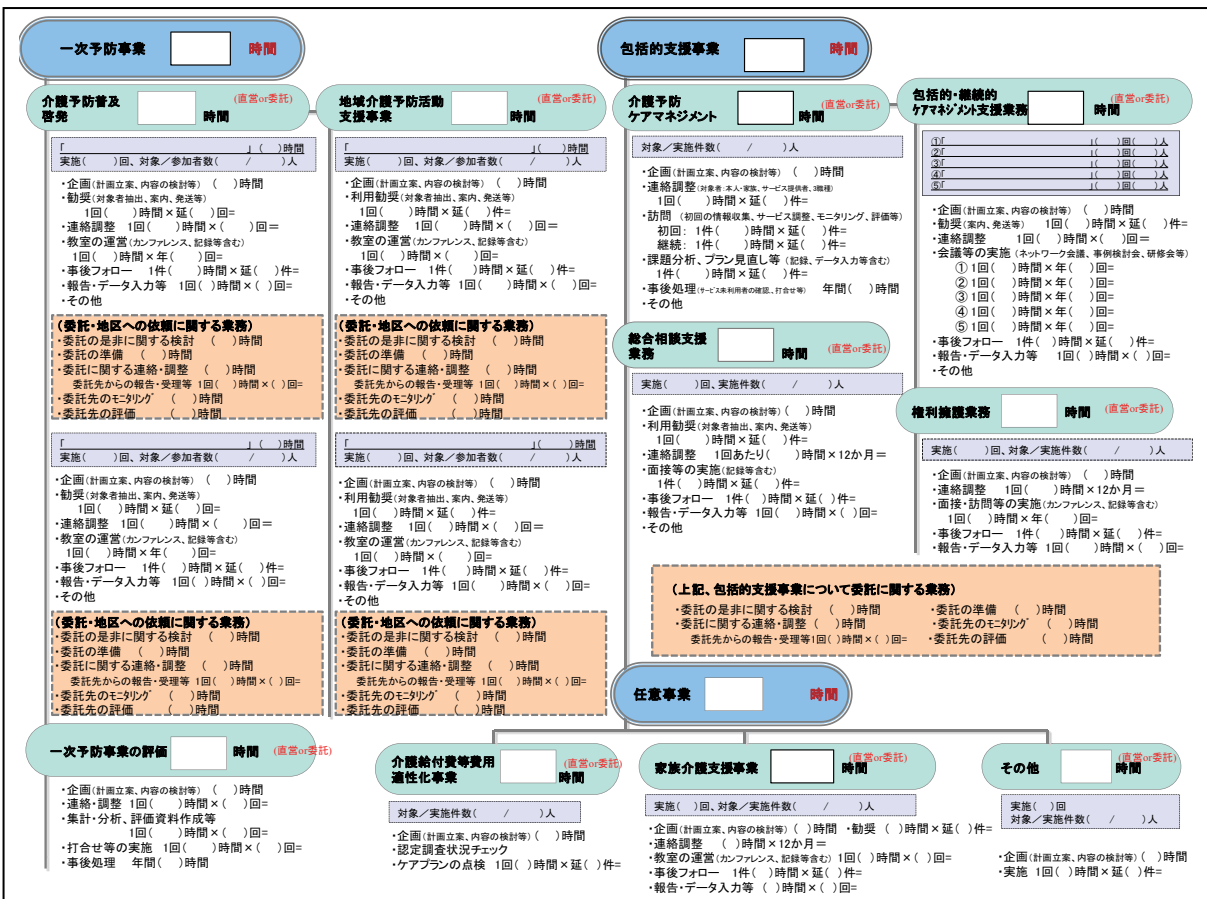 一次予防事業 時間
介護予防普及
啓発 時間 (直営or委託)
「 」( )時間
実施( )回、対象／参加者数( / )人
・企画(計画立案、内容の検討等) ( )時間
・勧奨(対象者抽出、案内、発送等)
1回( )時間×延( )回=
・連絡調整 1回( )時間×( )回＝
・教室の運営(カンファレンス、記録等含む)
1回( )時間×年( )回=
・事後フォロー 1件( )時間×延( )件=
・報告・データ入力等 1回( )時間×( )回=
・その他
(委託・地区への依頼に関する業務)
・委託の是非に関する検討 ( )時間
・委託の準備 ( )時間
・委託に関する連絡・調整 ( )時間
委託先からの報告・受理等 1回( )時間×( )回=
・委託先のモニタリング ( )時間
・委託先の評価 ( )時間
「 」( )時間
実施( )回、対象／参加者数( / )人
・企画(計画立案、内容の検討等) ( )時間
・勧奨(対象者抽出、案内、発送等)
1回( )時間×延( )回=
・連絡調整 1回( )時間×( )回＝
・教室の運営(カンファレンス、記録等含む)
1回( )時間×年( )回=
・事後フォロー 1件( )時間×延( )件=
・報告・データ入力等 1回( )時間×( )回=
・その他
(委託・地区への依頼に関する業務)
・委託の是非に関する検討 ( )時間
・委託の準備 ( )時間
・委託に関する連絡・調整 ( )時間
委託先からの報告・受理等 1回( )時間×( )回=
・委託先のモニタリング ( )時間
・委託先の評価 ( )時間
一次予防事業の評価 時間 (直営or委託)
・企画(計画立案、内容の検討等) ( )時間
・連絡・調整 1回( )時間×( )回=
・集計・分析、評価資料作成等
1回( )時間×( )回=
・打合せ等の実施 1回( )時間×( )回=
・事後処理 年間( )時間
地域介護予防活動
支援事業 時間 (直営or委託)
「 」( )時間
実施( )回、対象／参加者数( / )人
・企画(計画立案、内容の検討等) ( )時間
・利用勧奨(対象者抽出、案内、発送等)
1回( )時間×延( )件=
・連絡調整 1回( )時間×( )回＝
・教室の運営(カンファレンス、記録等含む)
1回( )時間×( )回=
・事後フォロー 1件( )時間×延( )件=
・報告・データ入力等 1回( )時間×( )回=
・その他
(委託・地区への依頼に関する業務)
・委託の是非に関する検討 ( )時間
・委託の準備 ( )時間
・委託に関する連絡・調整 ( )時間
委託先からの報告・受理等 1回( )時間×( )回=
・委託先のモニタリング ( )時間
・委託先の評価 ( )時間
「 」( )時間
実施( )回、対象／参加者数( / )人
・企画(計画立案、内容の検討等) ( )時間
・利用勧奨(対象者抽出、案内、発送等)
1回( )時間×延( )件=
・連絡調整 1回( )時間×( )回＝
・教室の運営(カンファレンス、記録等含む)
1回( )時間×( )回=
・事後フォロー 1件( )時間×延( )件=
・報告・データ入力等 1回( )時間×( )回=
・その他
(委託・地区への依頼に関する業務)
・委託の是非に関する検討 ( )時間
・委託の準備 ( )時間
・委託に関する連絡・調整 ( )時間
委託先からの報告・受理等 1回( )時間×( )回=
・委託先のモニタリング ( )時間
・委託先の評価 ( )時間
包括的支援事業 時間
介護予防
ケアマネジメント 時間 (直営or委託)
対象／実施件数( / )人
・企画(計画立案、内容の検討等) ( )時間
・連絡調整(対象者:本人・家族、サービス提供者、3職種)
1回( )時間×延( )件=
・訪問 (初回の情報収集、サービス調整、モニタリング、評価等)
初回: 1件( )時間×延( )件=
継続: 1件( )時間×延( )件=
・課題分析、プラン見直し等 (記録、データ入力等含む)
1件( )時間×延( )件=
・事後処理(サービス未利用者の確認、打合せ等) 年間( )時間
・その他
総合相談支援
業務 時間 (直営or委託)
実施( )回、実施件数( / )人
・企画(計画立案、内容の検討等) ( )時間
・利用勧奨(対象者抽出、案内、発送等)
1回( )時間×延( )件=
・連絡調整 1回あたり( )時間×12か月＝
・面接等の実施(記録等含む)
1件( )時間×延( )件=
・事後フォロー 1件( )時間×延( )件=
・報告・データ入力等 1回( )時間×( )回=
・その他
包括的・継続的
ケアマネジメント支援業務 時間 (直営or委託)
①「 」( )回( )人
②「 」( )回( )人
③「 」( )回( )人
④「 」( )回( )人
⑤「 」( )回( )人
・企画(計画立案、内容の検討等) ( )時間
・勧奨(案内、発送等) 1回( )時間×延( )回=
・連絡調整 1回( )時間×( )回＝
・会議等の実施 (ネットワーク会議、事例検討会、研修会等)
① 1回( )時間×年( )回=
② 1回( )時間×年( )回=
③ 1回( )時間×年( )回=
④ 1回( )時間×年( )回=
⑤ 1回( )時間×年( )回=
・事後フォロー 1件( )時間×延( )件=
・報告・データ入力等 1回( )時間×( )回=
・その他
権利擁護業務 時間 (直営or委託)
実施( )回、対象／実施件数( / )人
・企画(計画立案、内容の検討等) ( )時間
・連絡調整 1回( )時間×12か月＝
・面接・訪問等の実施(カンファレンス、記録等含む)
1回( )時間×年( )回=
・事後フォロー 1件( )時間×延( )件=
・報告・データ入力等 1回( )時間×( )回=
(上記、包括的支援事業について委託に関する業務)
・委託の是非に関する検討 ( )時間 ・委託の準備 ( )時間
・委託に関する連絡・調整 ( )時間 ・委託先のモニタリング ( )時間
委託先からの報告・受理等1回( )時間×( )回= ・委託先の評価 ( )時間
任意事業 時間
介護給付費等費用
適性化事業 時間 (直営or委託)
対象／実施件数( / )人
・企画(計画立案、内容の検討等) ( )時間
・認定調査状況チェック
・ケアプランの点検 1回( )時間×延( )件=
家族介護支援事業 時間 (直営or委託)
実施( )回、対象／実施件数( / )人
・企画(計画立案、内容の検討等) ( )時間 ・勧奨 ( )時間×延( )件=
・連絡調整 ( )時間×12か月＝
・教室の運営(カンファレンス、記録等含む) 1回( )時間×( )回=
・事後フォロー 1件( )時間×延( )件=
・報告・データ入力等 ( )時間×( )回=
その他 時間 (直営or委託)
実施( )回
対象／実施件数( / )人
・企画(計画立案、内容の検討等) ( )時間
・実施 1回( )時間×延( )件=